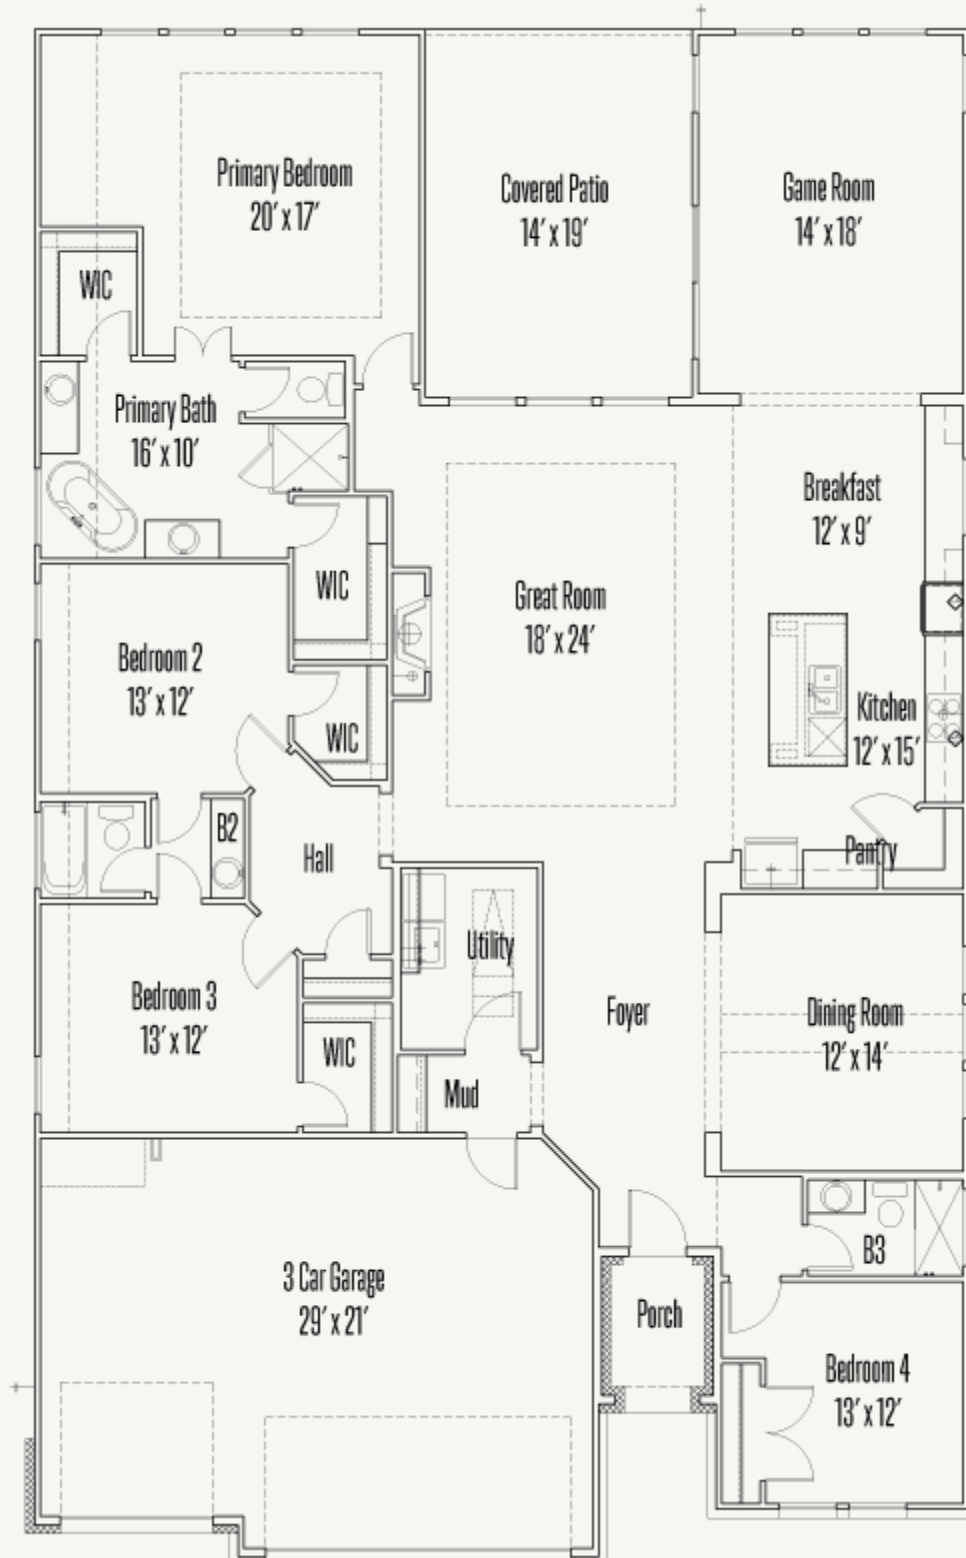 Primary Bedroom
20' x 17'
Covered Patio
14' x 19'
Game Room
14' x 18'
WIC
Primary Bath
16' x 10'
Breakfast
12' x 9'
WIC
Great Room
18' x 24'
Bedroom 2
13' x 12'
WIC
Kitchen
12' x 15'
B2
Hall
Pantry
Utility
Bedroom 3
13' x 12'
Foyer
Dining Room
12' x 14'
WIC
Mud
3 Car Garage
29' x 21'
B3
Porch
Bedroom 4
13' x 12'